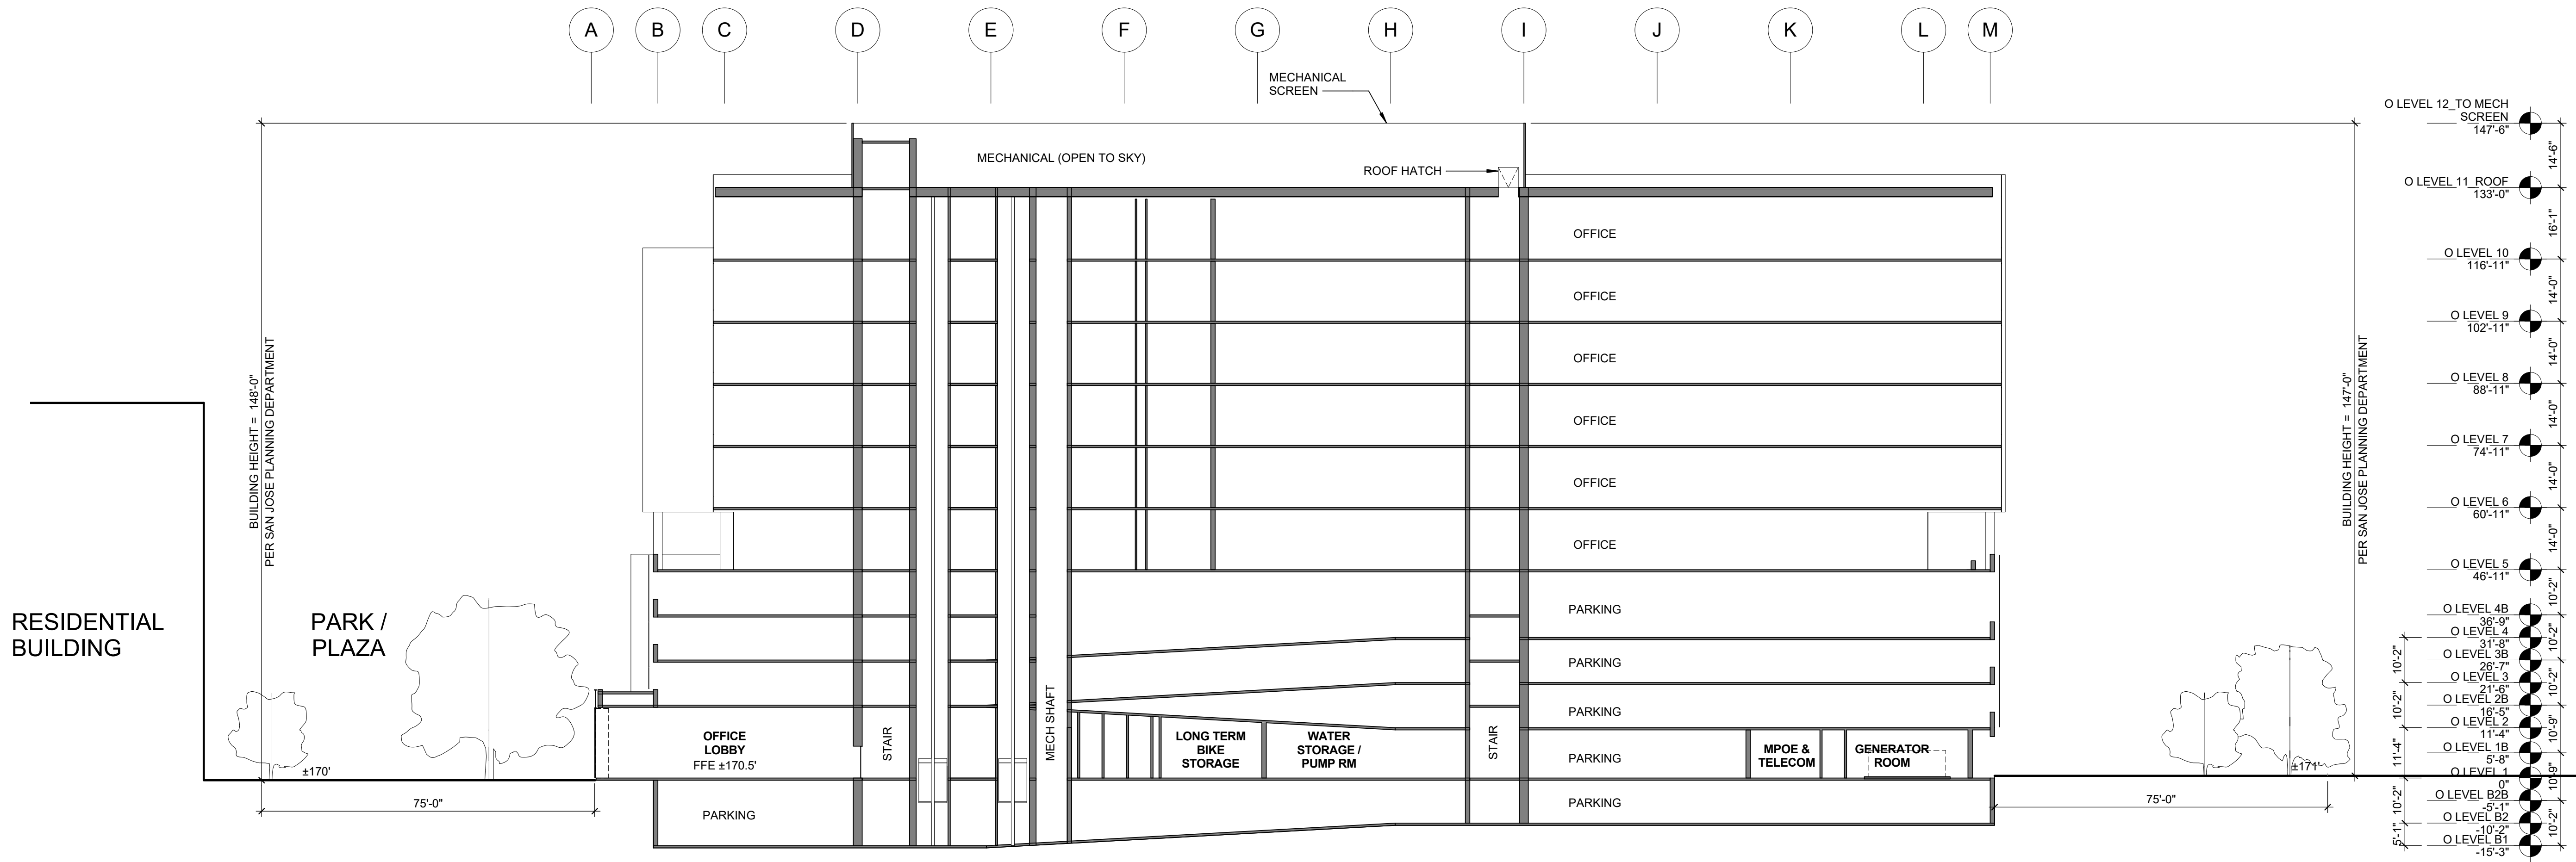 A B C D E F G H I J K L M
MECHANICAL
SCREEN
MECHANICAL (OPEN TO SKY)
ROOF HATCH
OFFICE
OFFICE
OFFICE
OFFICE
OFFICE
OFFICE
PARKING
PARKING
PARKING
PARKING
PARKING
BUILDING HEIGHT = 148'-0"
PER SAN JOSE PLANNING DEPARTMENT
RESIDENTIAL
BUILDING
PARK /
PLAZA
±170'
75'-0"
OFFICE
LOBBY
FFE ±170.5'
PARKING
STAIR
MECH SHAFT
LONG TERM
BIKE
STORAGE
WATER
STORAGE /
PUMP RM
STAIR
MPOE &
TELECOM
GENERATOR
ROOM
75'-0"
±171'
BUILDING HEIGHT = 147'-0"
PER SAN JOSE PLANNING DEPARTMENT
O LEVEL 12_TO MECH
SCREEN
147'-6"
14'-6"
O LEVEL 11_ROOF
133'-0"
16'-1"
O LEVEL 10
116'-11"
14'-0"
O LEVEL 9
102'-11"
14'-0"
O LEVEL 8
88'-11"
14'-0"
O LEVEL 7
74'-11"
14'-0"
O LEVEL 6
60'-11"
14'-0"
O LEVEL 5
46'-11"
10'-2"
O LEVEL 4B
36'-9"
O LEVEL 4
31'-8"
10'-2"
O LEVEL 3B
26'-7"
10'-2"
O LEVEL 3
21'-6"
10'-2"
O LEVEL 2B
16'-5"
10'-2"
O LEVEL 2
11'-4"
10'-9"
O LEVEL 1B
5'-8"
11'-4"
O LEVEL 1
0"
10'-9"
O LEVEL B2B
-5'-1"
10'-2"
O LEVEL B2
-10'-2"
10'-2"
O LEVEL B1
-15'-3"
5'-1"